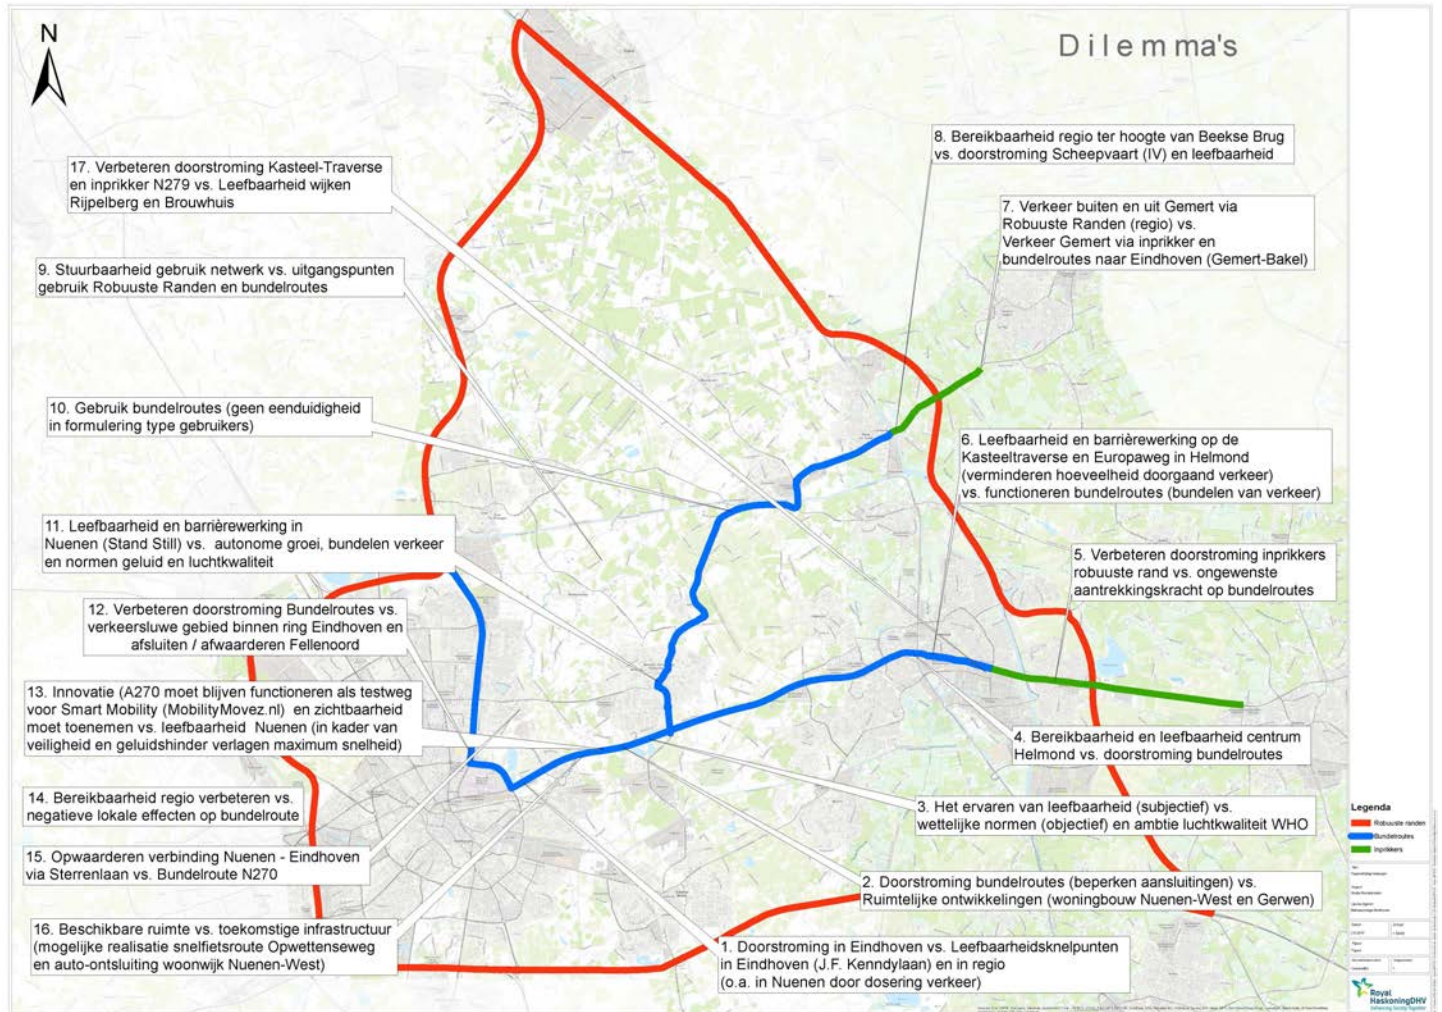 N
Dilemma's
8. Bereikbaarheid regio ter hoogte van Beekse Brug
vs. doorstroming Scheepvaart (IV) en leefbaarheid
17. Verbeteren doorstroming Kasteel-Traverse
en inprikker N279 vs. Leefbaarheid wijken
Rijpelberg en Brouwhuis
7. Verkeer buiten en uit Gemert via
Robuuste Randen (regio) vs.
Verkeer Gemert via inprikker en
bundelroutes naar Eindhoven (Gemert-Bakel)
9. Stuurbaarheid gebruik netwerk vs. uitgangspunten
gebruik Robuuste Randen en bundelroutes
10. Gebruik bundelroutes (geen eenduidigheid
in formulering type gebruikers)
6. Leefbaarheid en barrièrewerking op de
Kasteeltraverse en Europaweg in Helmond
(verminderen hoeveelheid doorgaand verkeer)
vs. functioneren bundelroutes (bundelen van verkeer)
11. Leefbaarheid en barrièrewerking in
Nuenen (Stand Still) vs. autonome groei, bundelen verkeer
en normen geluid en luchtkwaliteit
5. Verbeteren doorstroming inprikkers
robuuste rand vs. ongewenste
aantrekkingskracht op bundelroutes
12. Verbeteren doorstroming Bundelroutes vs.
verkeersluwe gebied binnen ring Eindhoven en
afsluiten / afwaarderen Fellenoord
13. Innovatie (A270 moet blijven functioneren als testweg
voor Smart Mobility (MobilityMovez.nl) en zichtbaarheid
moet toenemen vs. leefbaarheid Nuenen (in kader van
veiligheid en geluidshinder verlagen maximum snelheid)
4. Bereikbaarheid en leefbaarheid centrum
Helmond vs. doorstroming bundelroutes
14. Bereikbaarheid regio verbeteren vs.
negatieve lokale effecten op bundelroute
3. Het ervaren van leefbaarheid (subjectief) vs.
wettelijke normen (objectief) en ambtie luchtkwaliteit WHO
15. Opwaarderen verbinding Nuenen - Eindhoven
via Sterrenlaan vs. Bundelroute N270
2. Doorstroming bundelroutes (beperken aansluitingen) vs.
Ruimtelijke ontwikkelingen (woningbouw Nuenen-West en Gerwen)
16. Beschikbare ruimte vs. toekomstige infrastructuur
(mogelijke realisatie snelfietsroute Opwettenseweg
en auto-ontsluiting woonwijk Nuenen-West)
1. Doorstroming in Eindhoven vs. Leefbaarheidsknelpunten
in Eindhoven (J.F. Kenndylaan) en in regio
(o.a. in Nuenen door dosering verkeer)
Legenda
Robuuste randen
Bundelroutes
Inprikkers
Royal
HaskoningDHV